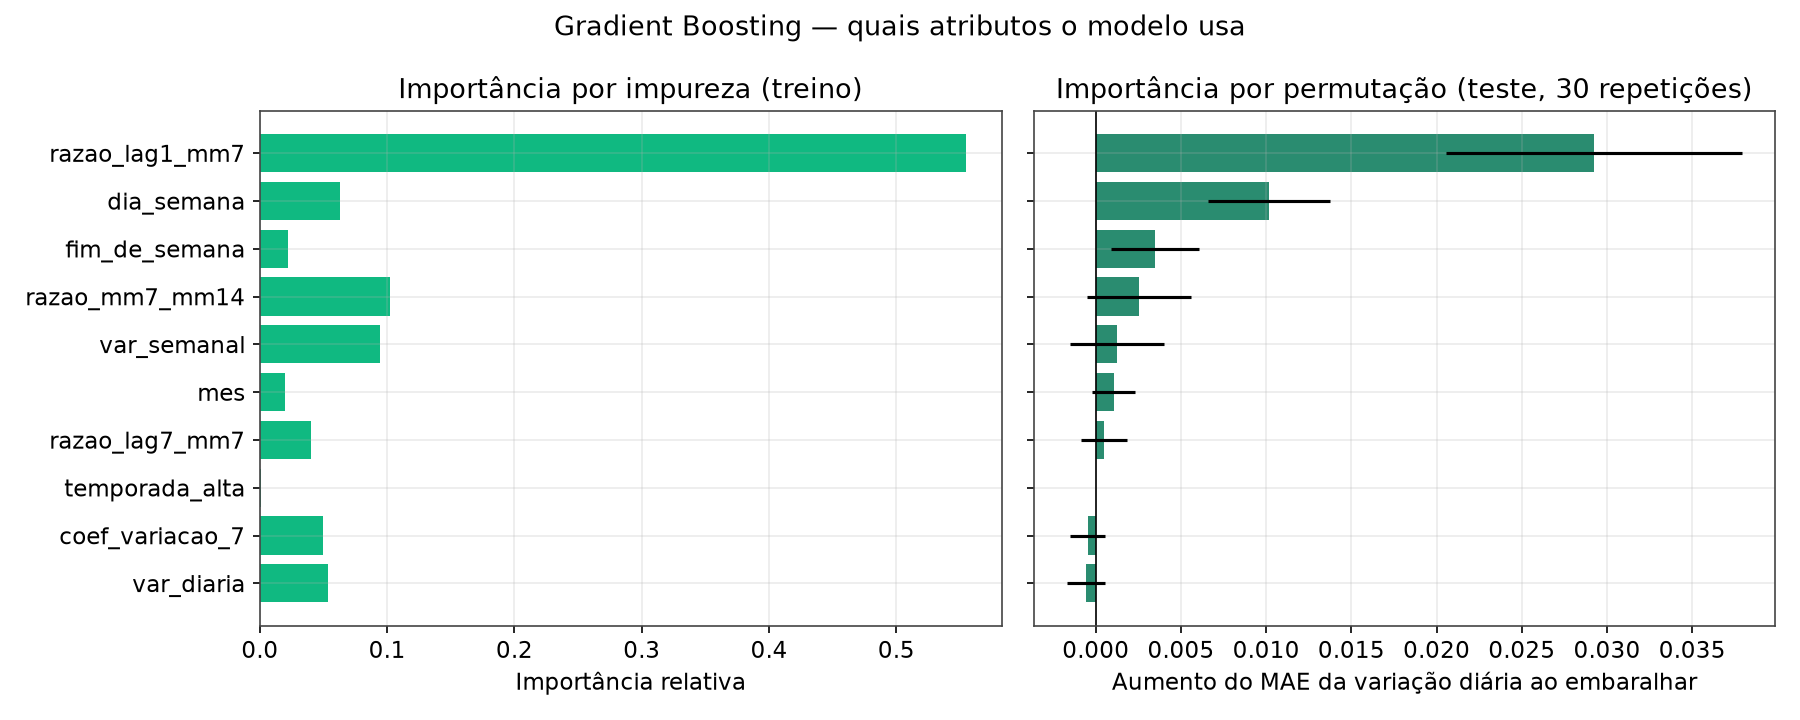 Gradient Boosting — quais atributos o modelo usa
Importância por impureza (treino)
razao_lag1_mm7
dia_semana
fim_de_semana
razao_mm7_mm14
var_semanal
mes
razao_lag7_mm7
temporada_alta
coef_variacao_7
var_diaria
0.0 0.1 0.2 0.3 0.4 0.5
Importância relativa
Importância por permutação (teste, 30 repetições)
0.000 0.005 0.010 0.015 0.020 0.025 0.030 0.035
Aumento do MAE da variação diária ao embaralhar